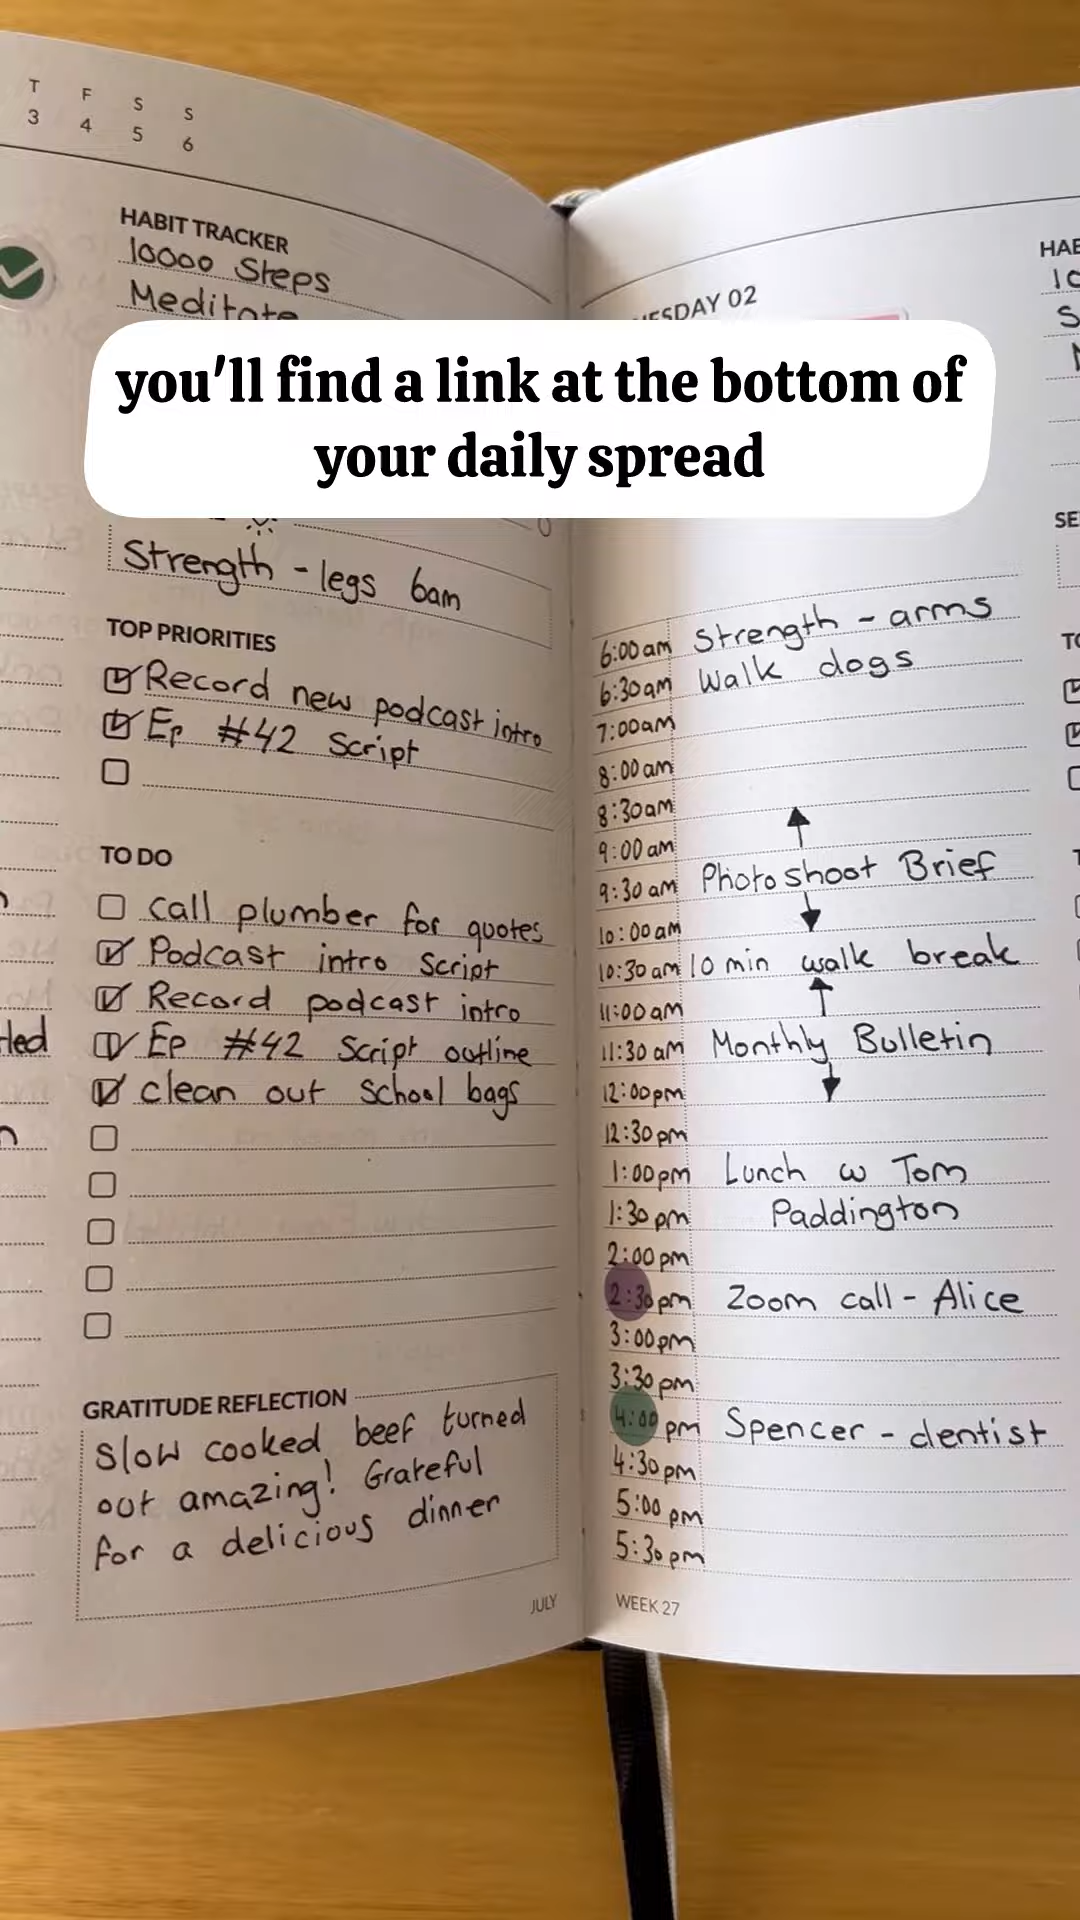 T F S S
3 4 5 6
HABIT TRACKER
10000 Steps
Meditate
you'll find a link at the bottom of
your daily spread
Strength - legs 6am
TOP PRIORITIES
Record new podcast intro
Ep #42 Script
TO DO
call plumber for quotes
Podcast intro Script
Record podcast intro
Ep #42 Script outline
clean out School bags
GRATITUDE REFLECTION
Slow cooked beef turned
out amazing! Grateful
for a delicious dinner
JULY
02
6:00am Strength - arms
6:30am Walk dogs
7:00am
8:00am
8:30am
9:00am
9:30am Photoshoot Brief
10:00am
10:30am 10 min walk break
11:00am
11:30am Monthly Bulletin
12:00pm
12:30pm
1:00pm Lunch w Tom
1:30pm Paddington
2:00pm
2:30pm Zoom call - Alice
3:00pm
3:30pm
4:00pm Spencer - dentist
4:30pm
5:00pm
5:30pm
WEEK 27